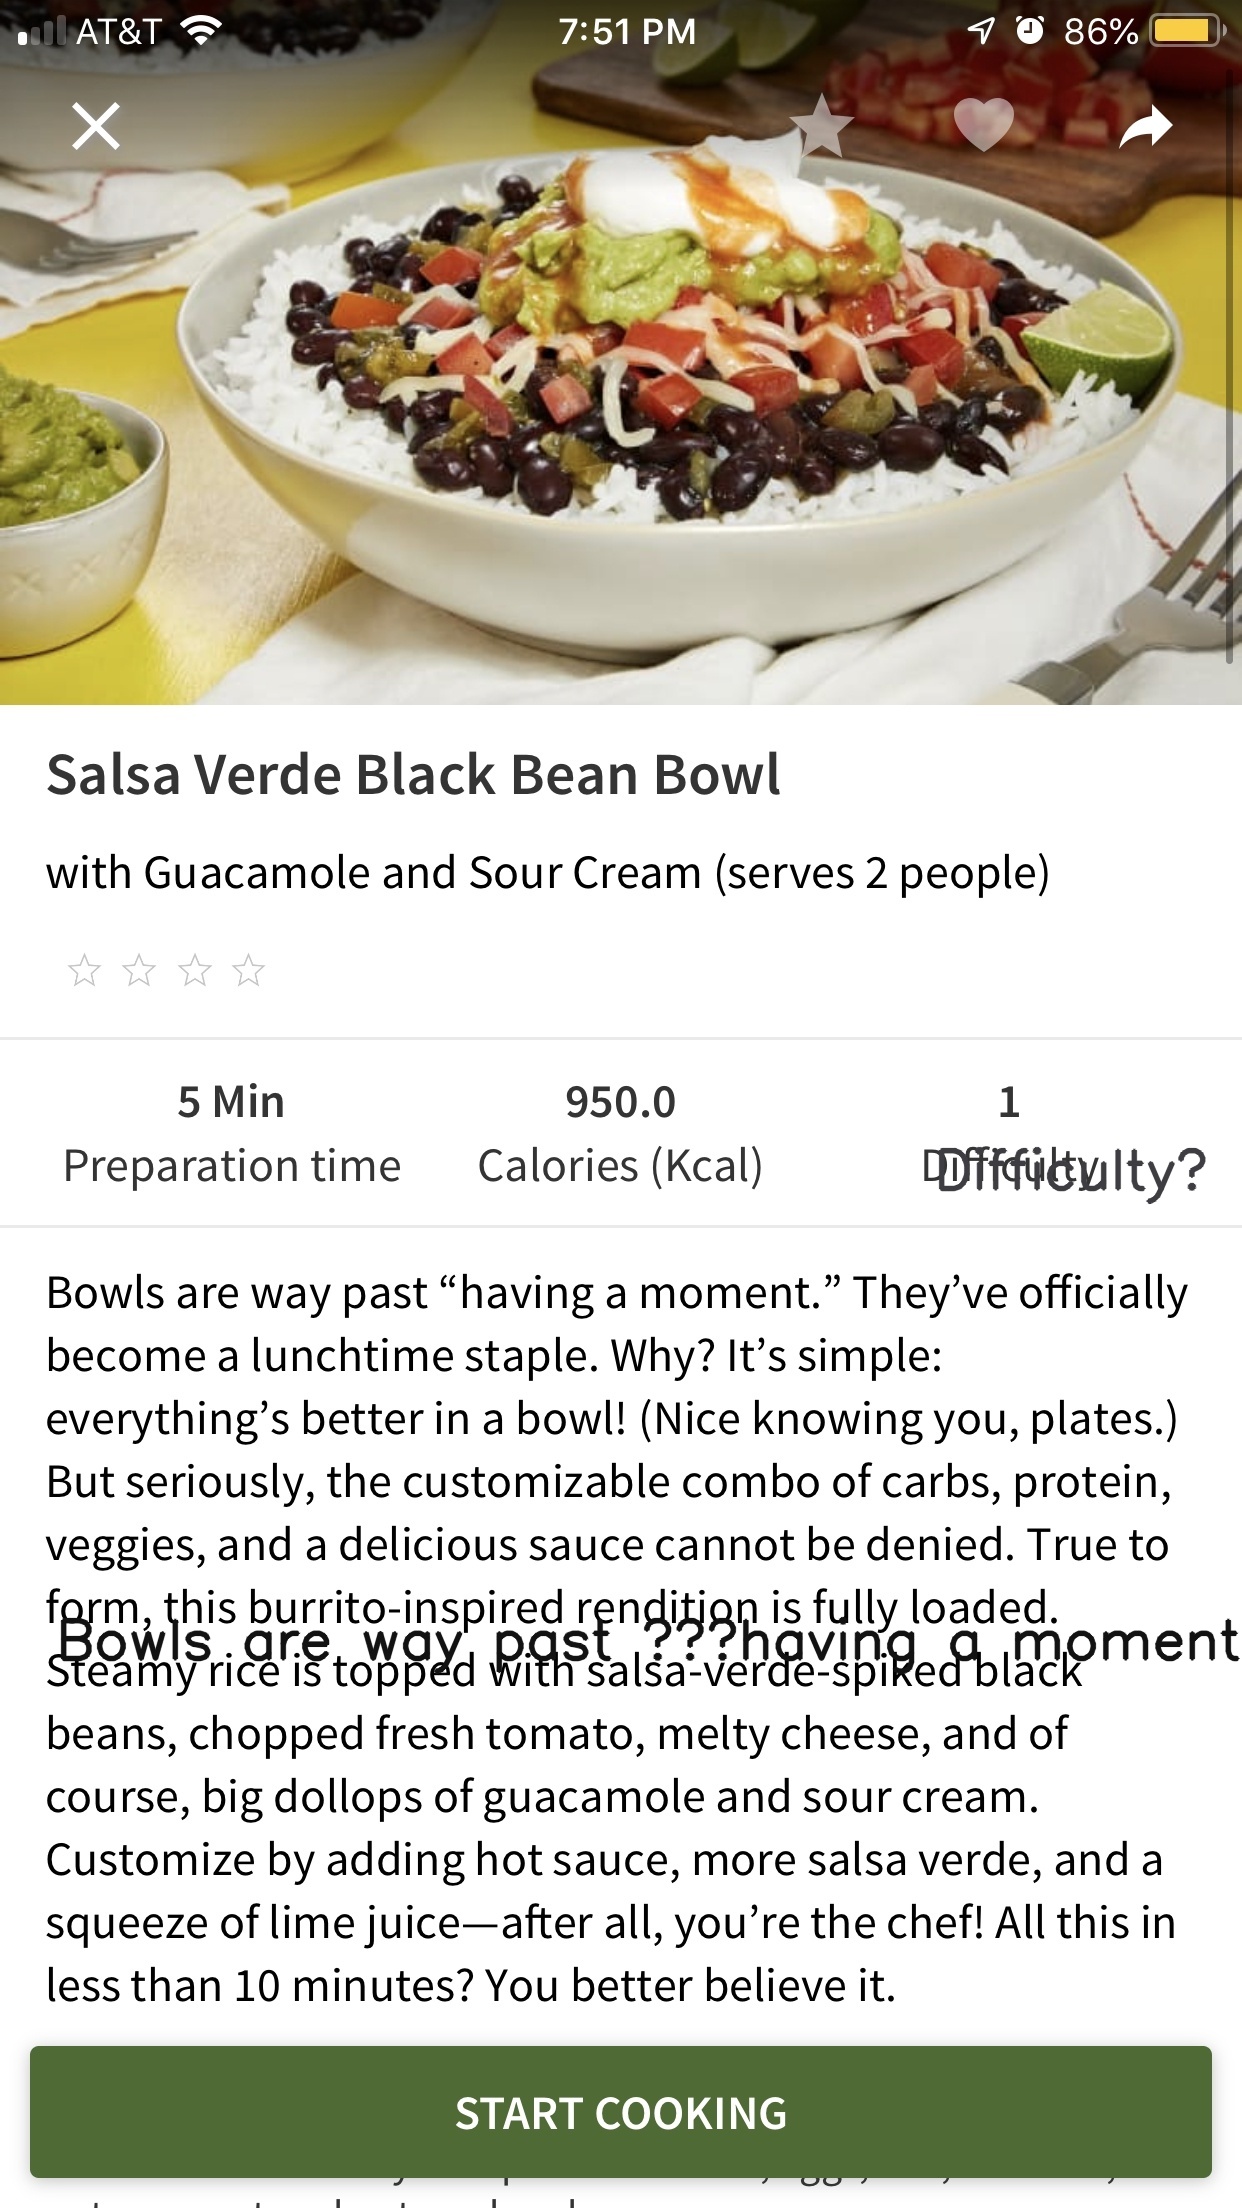 AT&T 7:51 PM 86%
Salsa Verde Black Bean Bowl
with Guacamole and Sour Cream (serves 2 people)
5 Min 950.0 1
Preparation time Calories (Kcal) Difficulty
Difficulty?
Bowls are way past “having a moment.” They’ve officially
become a lunchtime staple. Why? It’s simple:
everything’s better in a bowl! (Nice knowing you, plates.)
But seriously, the customizable combo of carbs, protein,
veggies, and a delicious sauce cannot be denied. True to
form, this burrito-inspired rendition is fully loaded.
Bowls are way past ???having a moment
Steamy rice is topped with salsa-verde-spiked black
beans, chopped fresh tomato, melty cheese, and of
course, big dollops of guacamole and sour cream.
Customize by adding hot sauce, more salsa verde, and a
squeeze of lime juice—after all, you’re the chef! All this in
less than 10 minutes? You better believe it.
START COOKING